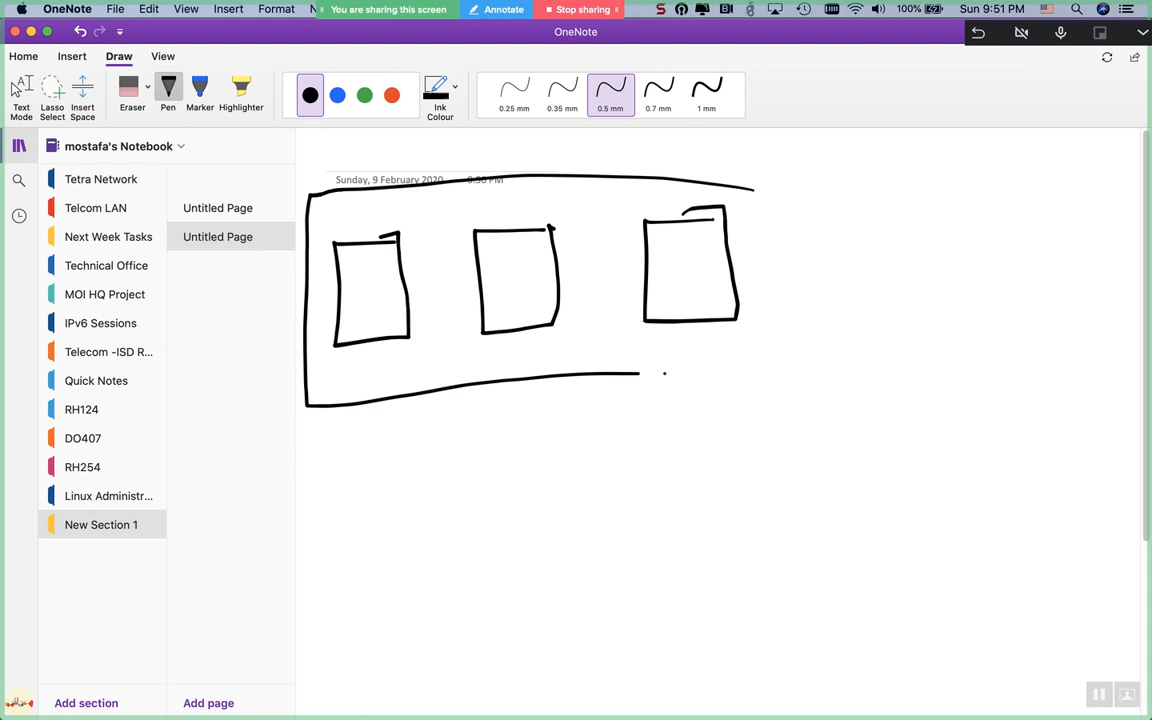 OneNote File Edit View Insert Format
You are sharing this screen Annotate Stop sharing
100% Sun 9:51 PM
OneNote
Home Insert Draw View
Text Mode
Lasso Select
Insert Space
Eraser
Pen
Marker
Highlighter
Ink Colour
0.25 mm
0.35 mm
0.5 mm
0.7 mm
1 mm
mostafa's Notebook
Tetra Network
Telcom LAN
Next Week Tasks
Technical Office
MOI HQ Project
IPv6 Sessions
Telecom -ISD R...
Quick Notes
RH124
DO407
RH254
Linux Administr...
New Section 1
Untitled Page
Untitled Page
Sunday, 9 February 2020 9:30 PM
Add section
Add page